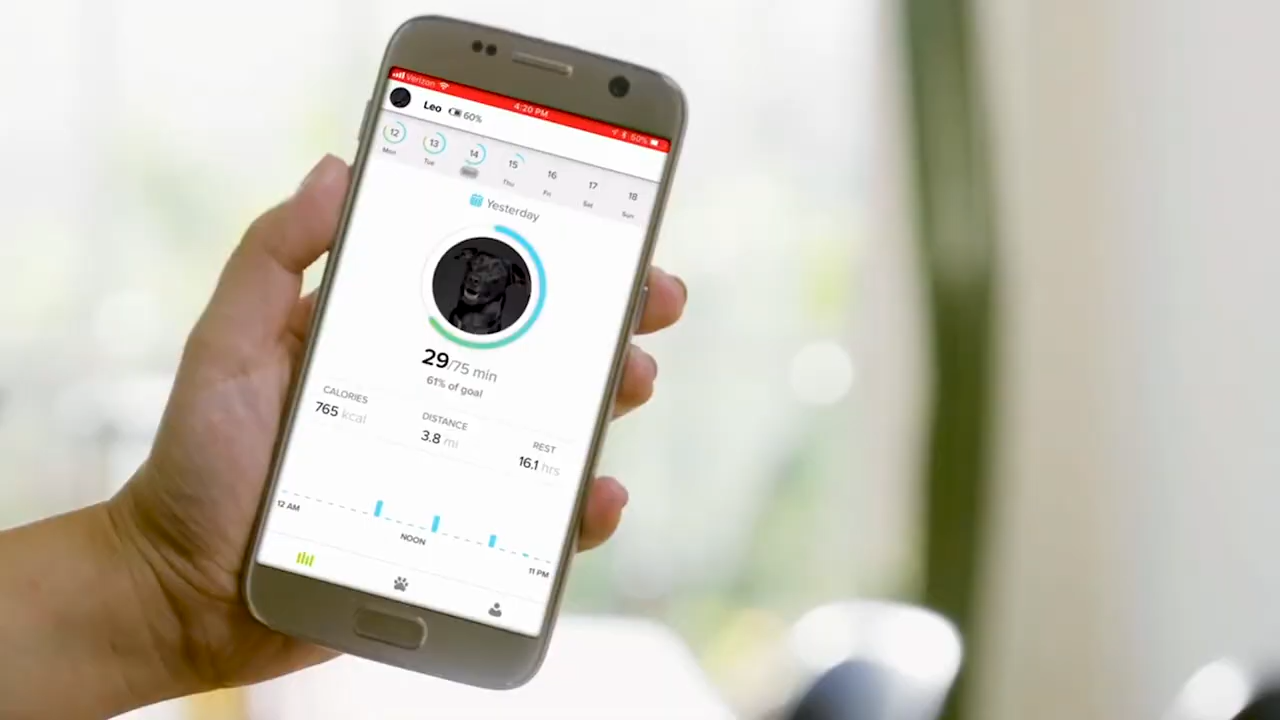 Verizon 4:20 PM 60%
Leo 60%
12 13 14 15 16 17 18
Mon Tue Thu Fri Sat Sun
Yesterday
29/75 min
61% of goal
CALORIES DISTANCE REST
765 kcal 3.8 mi 16.1 hrs
12 AM NOON 11 PM